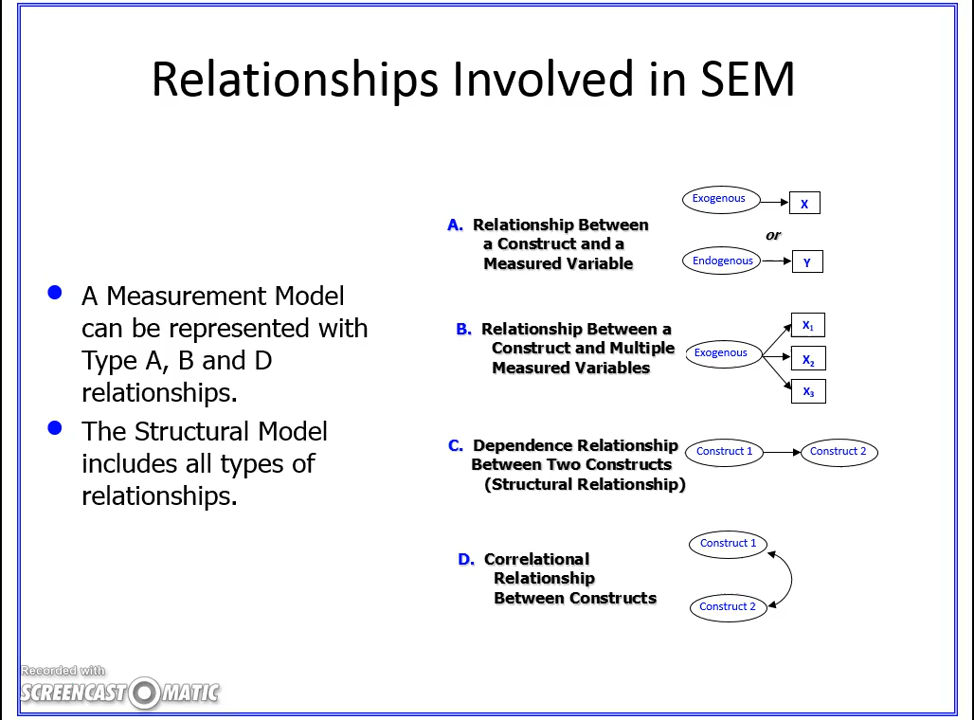 Relationships Involved in SEM
A Measurement Model
can be represented with
Type A, B and D
relationships.
The Structural Model
includes all types of
relationships.
A. Relationship Between
a Construct and a
Measured Variable
Exogenous
X
or
Endogenous
Y
B. Relationship Between a
Construct and Multiple
Measured Variables
Exogenous
X₁
X₂
X₃
C. Dependence Relationship
Between Two Constructs
(Structural Relationship)
Construct 1
Construct 2
D. Correlational
Relationship
Between Constructs
Construct 1
Construct 2
Recorded with
SCREENCAST MATIC